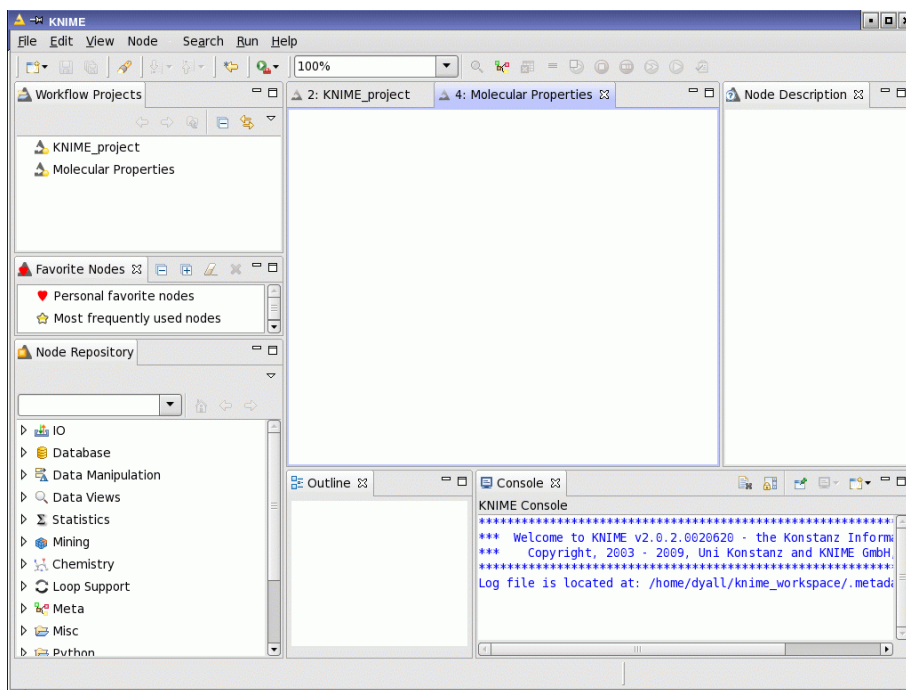 KNIME
File Edit View Node Search Run Help
100%
Workflow Projects
KNIME_project
Molecular Properties
Favorite Nodes
Personal favorite nodes
Most frequently used nodes
Node Repository
IO
Database
Data Manipulation
Data Views
Statistics
Mining
Chemistry
Loop Support
Meta
Misc
Python
2: KNIME_project
4: Molecular Properties
Node Description
Outline
Console
KNIME Console
*** Welcome to KNIME v2.0.2.0020620 - the Konstanz Informa
*** Copyright, 2003 - 2009, Uni Konstanz and KNIME GmbH,
Log file is located at: /home/dyall/knime_workspace/.metada